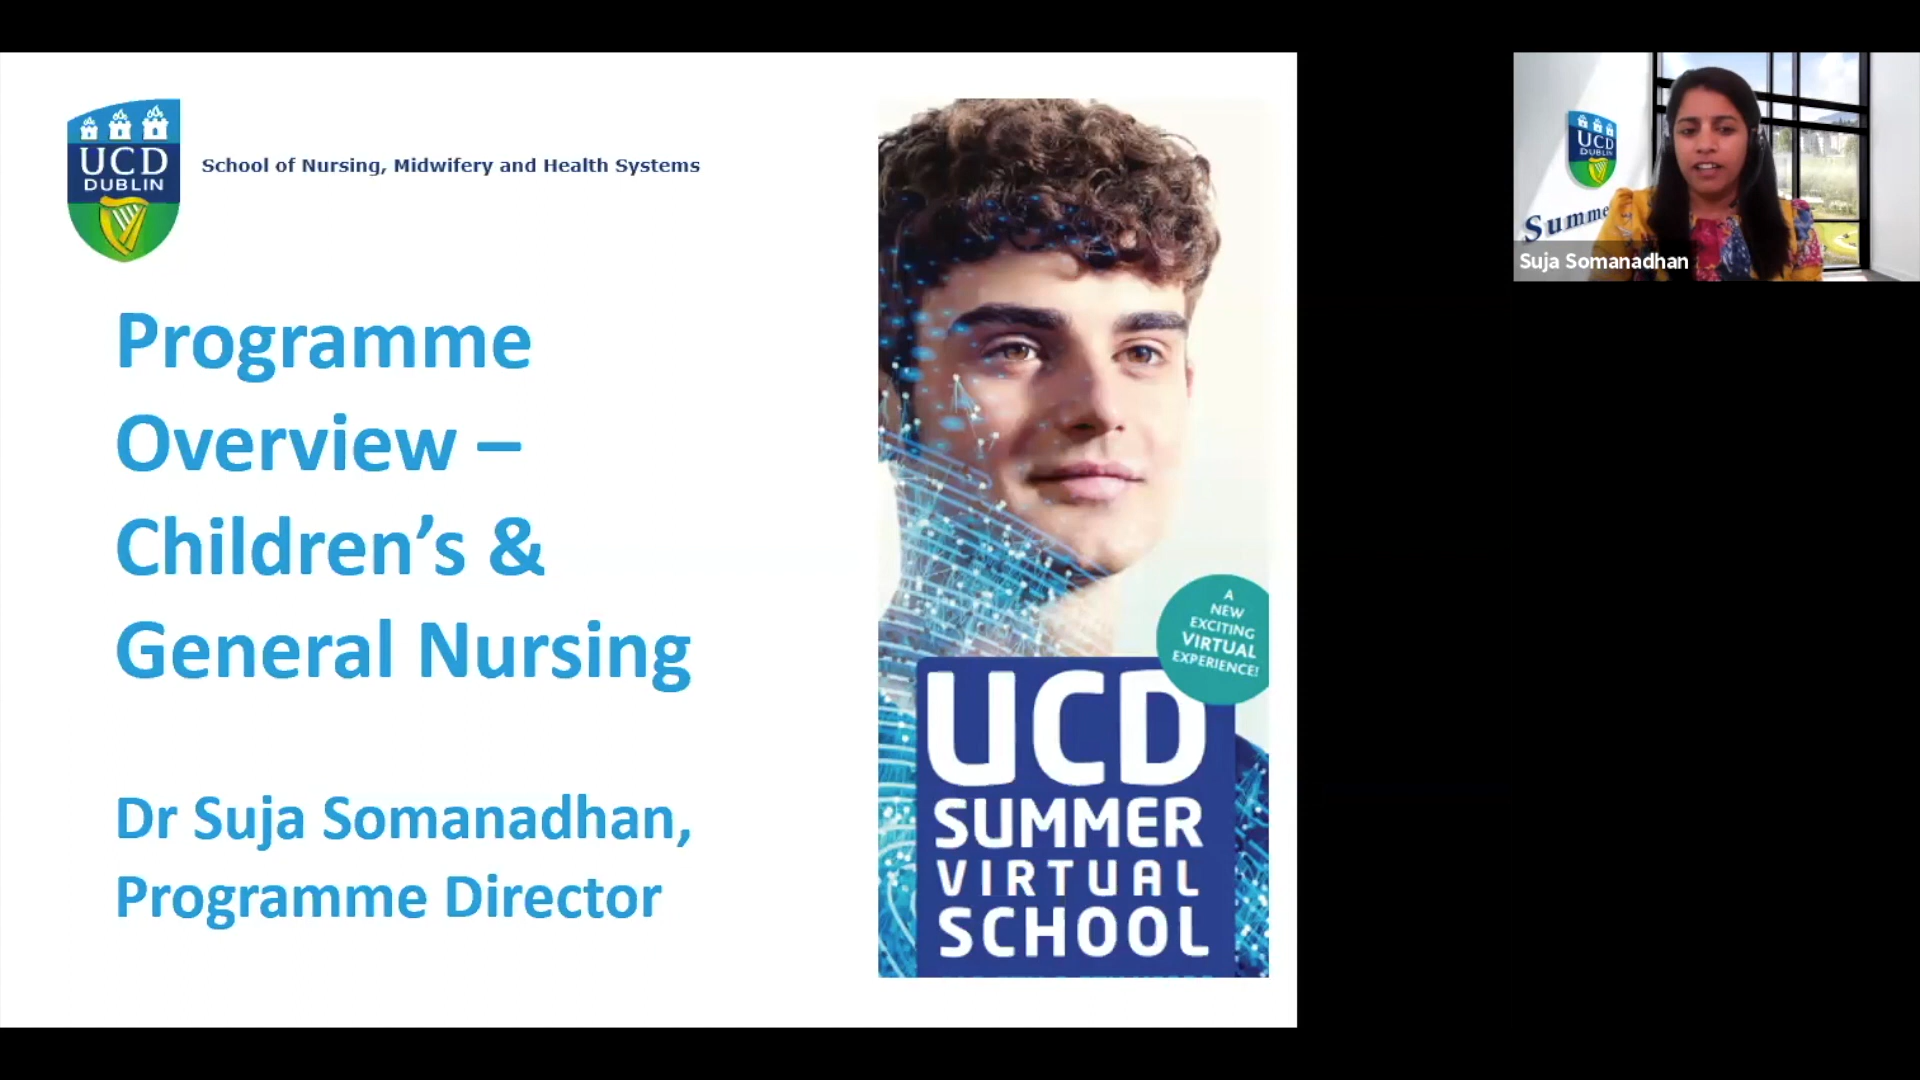 UCD
DUBLIN
School of Nursing, Midwifery and Health Systems
Programme
Overview –
Children’s &
General Nursing
Dr Suja Somanadhan,
Programme Director
A
NEW
EXCITING
VIRTUAL
EXPERIENCE!
UCD
SUMMER
VIRTUAL
SCHOOL
UCD
DUBLIN
Summe
Suja Somanadhan